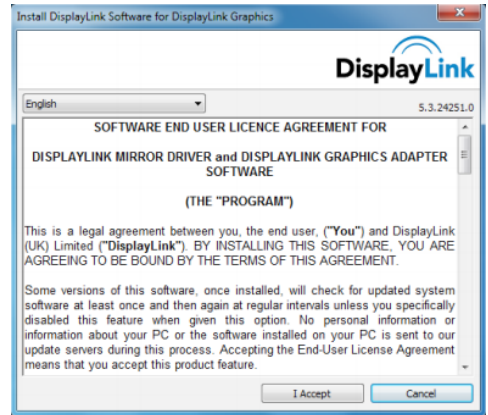 Install DisplayLink Software for DisplayLink Graphics
DisplayLink
English
5.3.24251.0
SOFTWARE END USER LICENCE AGREEMENT FOR
DISPLAYLINK MIRROR DRIVER and DISPLAYLINK GRAPHICS ADAPTER
SOFTWARE
(THE "PROGRAM")
This is a legal agreement between you, the end user, ("You") and DisplayLink
(UK) Limited ("DisplayLink"). BY INSTALLING THIS SOFTWARE, YOU ARE
AGREEING TO BE BOUND BY THE TERMS OF THIS AGREEMENT.
Some versions of this software, once installed, will check for updated system
software at least once and then again at regular intervals unless you specifically
disabled this feature when given this option. No personal information or
information about your PC or the software installed on your PC is sent to our
update servers during this process. Accepting the End-User License Agreement
means that you accept this product feature.
I Accept
Cancel